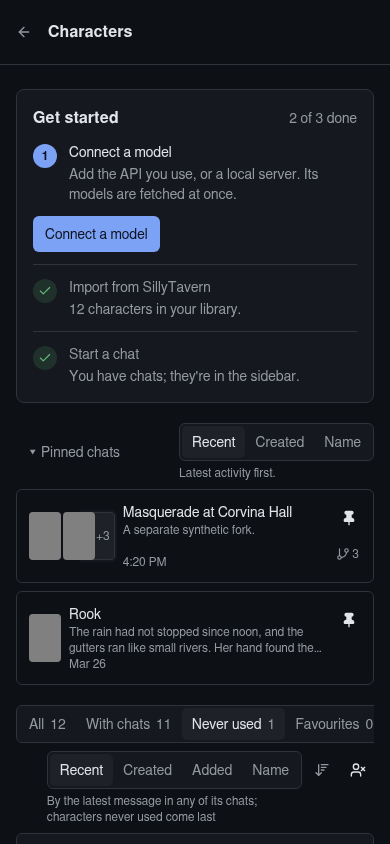 Characters
Get started
2 of 3 done
1
Connect a model
Add the API you use, or a local server. Its
models are fetched at once.
Connect a model
Import from SillyTavern
12 characters in your library.
Start a chat
You have chats; they're in the sidebar.
Pinned chats
Recent Created Name
Latest activity first.
Masquerade at Corvina Hall
A separate synthetic fork.
+3
4:20 PM
3
Rook
The rain had not stopped since noon, and the
gutters ran like small rivers. Her hand found the…
Mar 26
All 12 With chats 11 Never used 1 Favourites 0
Recent Created Added Name
By the latest message in any of its chats;
characters never used come last